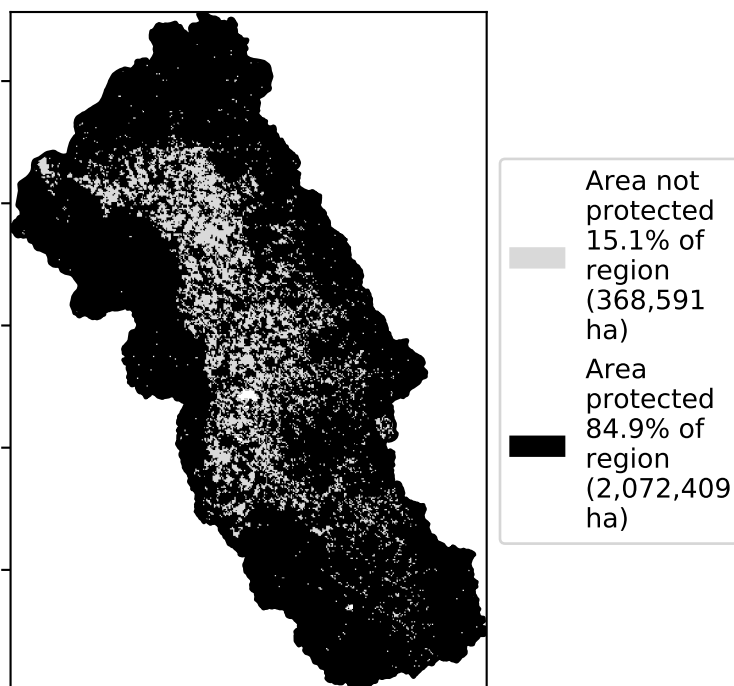 Area not
protected
15.1% of
region
(368,591
ha)
Area
protected
84.9% of
region
(2,072,409
ha)